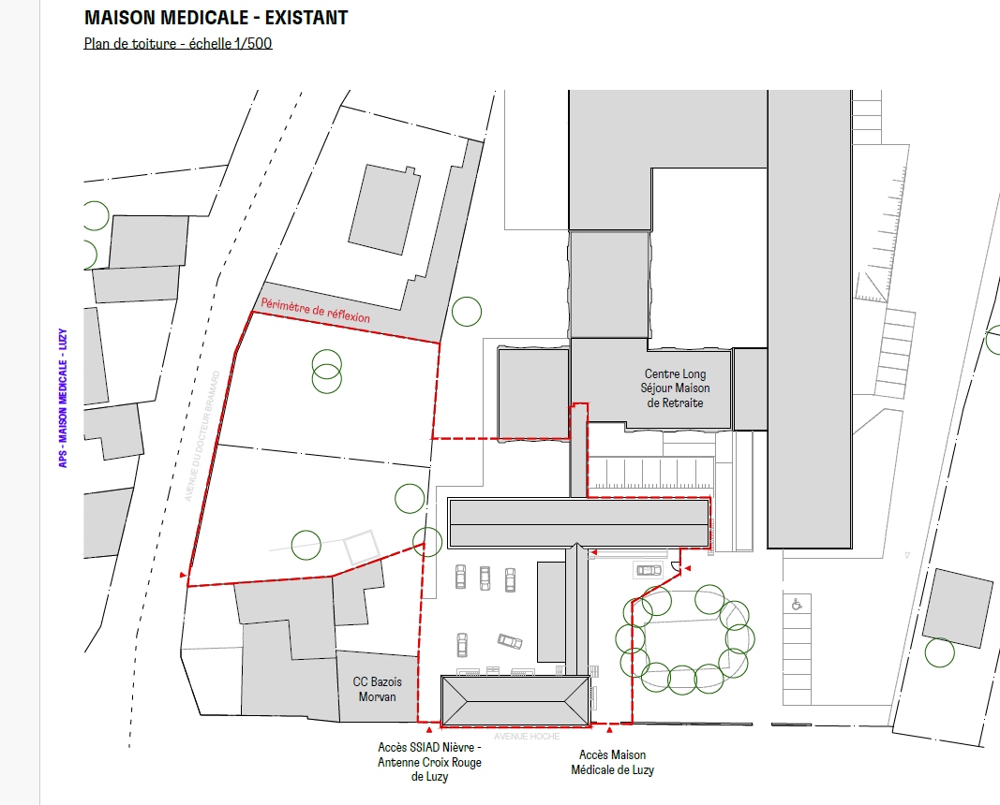 MAISON MEDICALE - EXISTANT
Plan de toiture - échelle 1/500
Périmètre de réflexion
Centre Long
Séjour Maison
de Retraite
AVENUE DU DOCTEUR BRAMARD
APS - MAISON MEDICALE - LUZY
CC Bazois
Morvan
AVENUE HOCHE
Accès SSIAD Nièvre -
Antenne Croix Rouge
de Luzy
Accès Maison
Médicale de Luzy